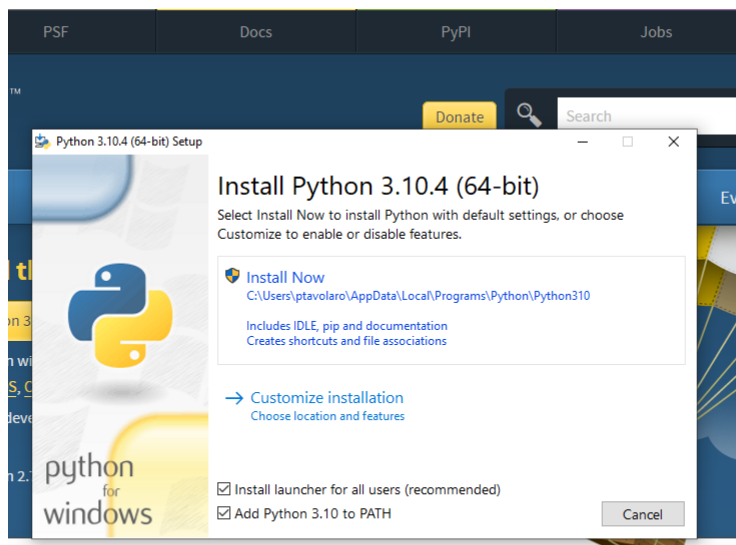 PSF
Docs
PyPI
Jobs
TM
Donate
Search
Python 3.10.4 (64-bit) Setup
Install Python 3.10.4 (64-bit)
Select Install Now to install Python with default settings, or choose
Customize to enable or disable features.
Install Now
C:\Users\ptavolaro\AppData\Local\Programs\Python\Python310
Includes IDLE, pip and documentation
Creates shortcuts and file associations
Customize installation
Choose location and features
python
for
windows
Install launcher for all users (recommended)
Add Python 3.10 to PATH
Cancel